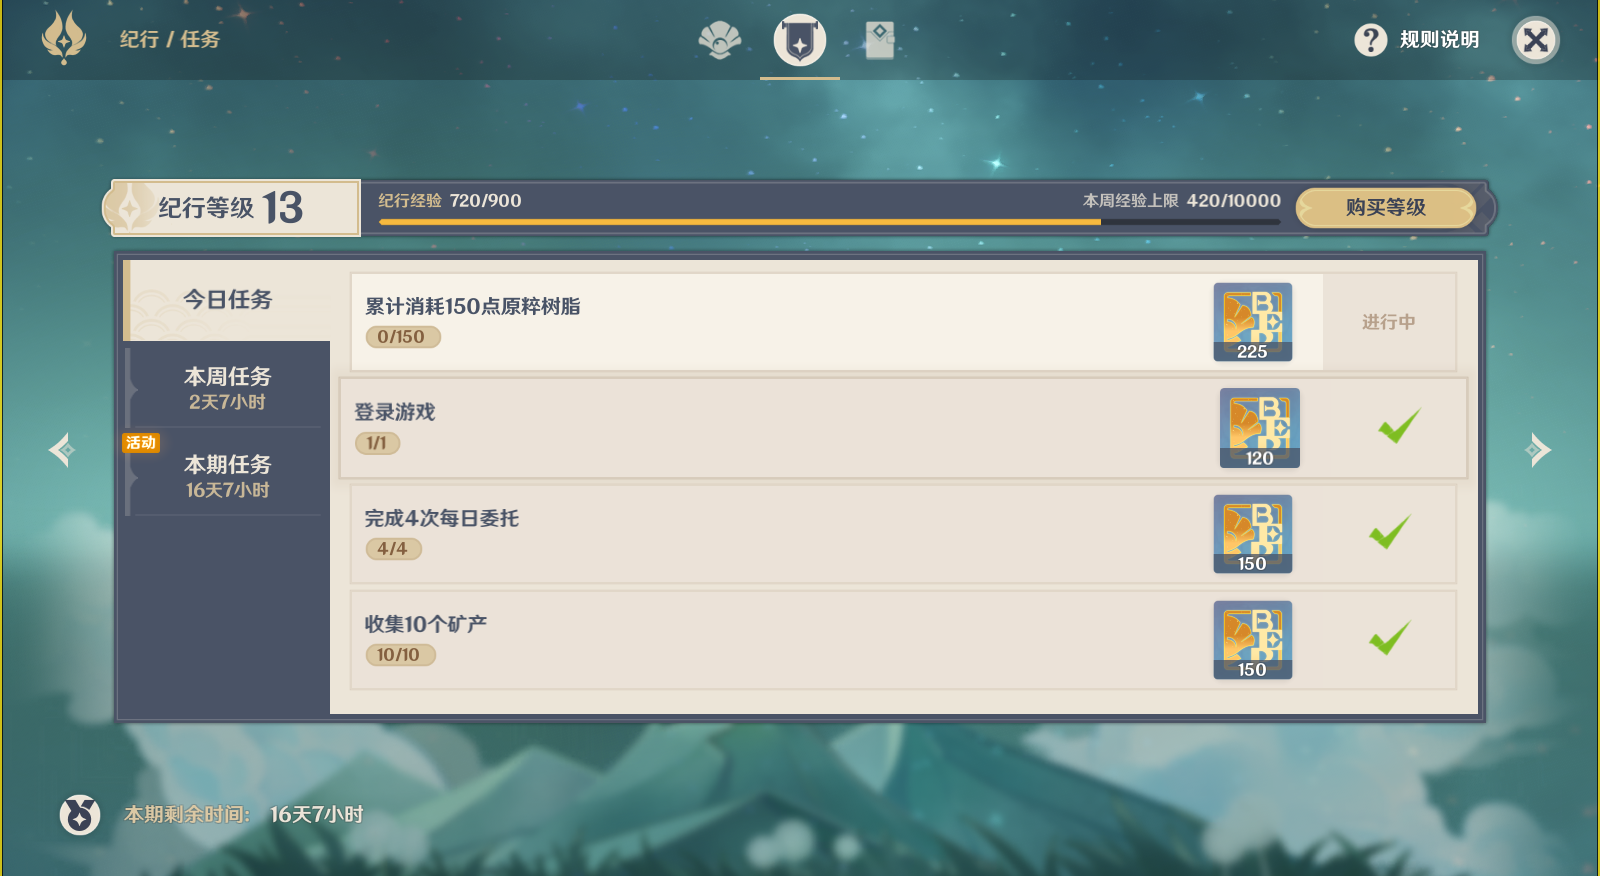 纪行 / 任务
规则说明
纪行等级 13
纪行经验 720/900
本周经验上限 420/10000
购买等级
今日任务
本周任务
2天7小时
活动
本期任务
16天7小时
累计消耗150点原粹树脂
0/150
225
进行中
登录游戏
1/1
120
完成4次每日委托
4/4
150
收集10个矿产
10/10
150
本期剩余时间: 16天7小时